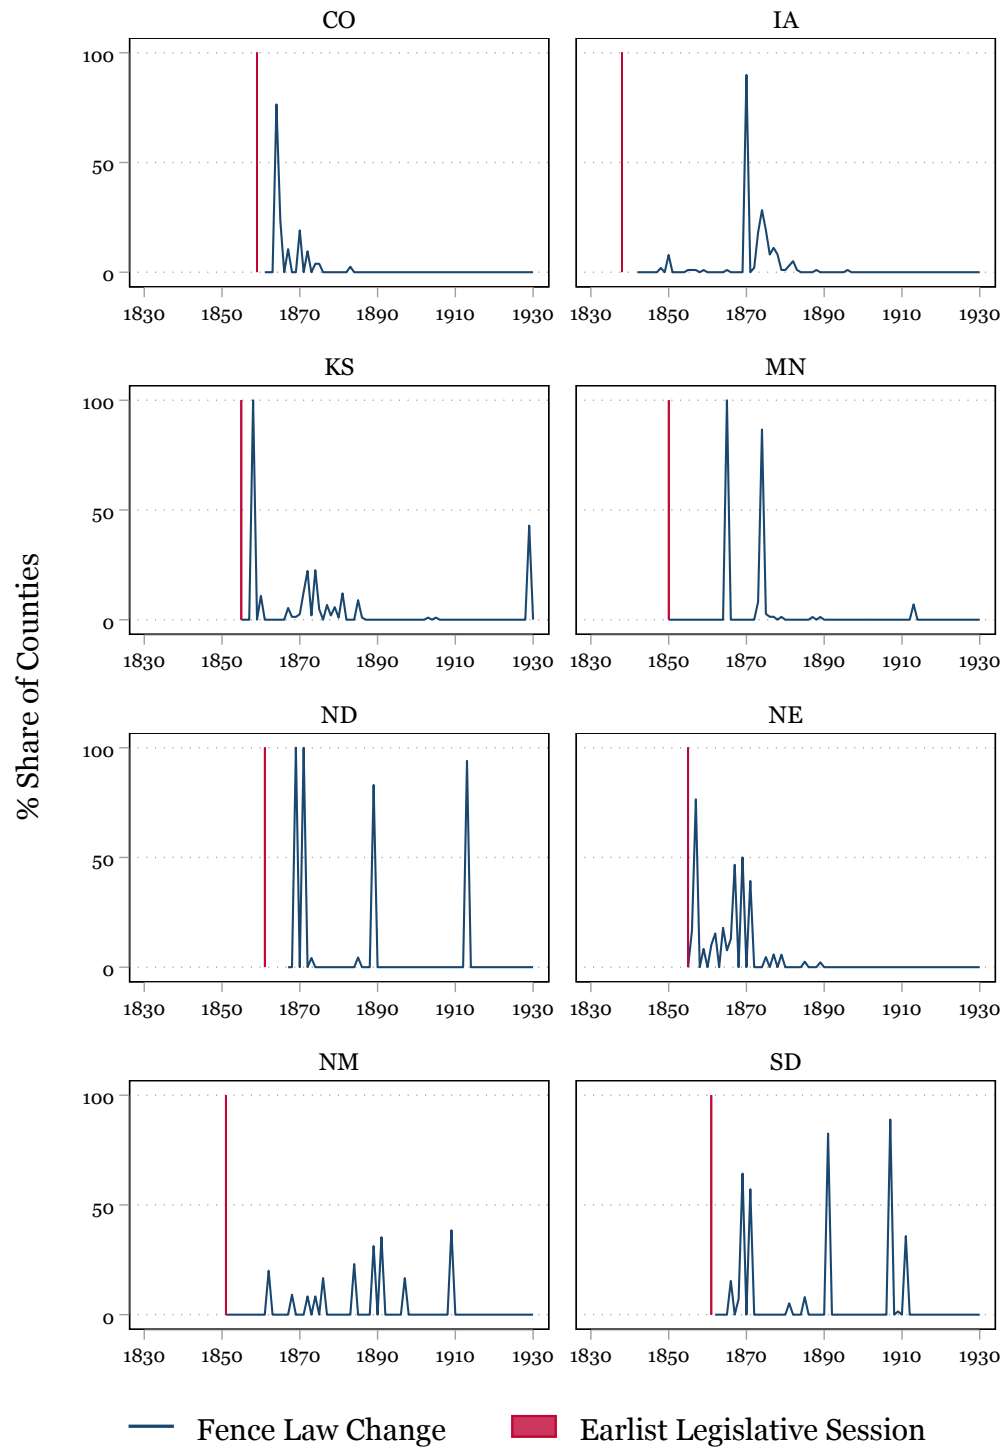 CO IA
100
50
0
1830 1850 1870 1890 1910 1930 1830 1850 1870 1890 1910 1930
KS MN
100
50
0
1830 1850 1870 1890 1910 1930 1830 1850 1870 1890 1910 1930
% Share of Counties
ND NE
100
50
0
1830 1850 1870 1890 1910 1930 1830 1850 1870 1890 1910 1930
NM SD
100
50
0
1830 1850 1870 1890 1910 1930 1830 1850 1870 1890 1910 1930
Fence Law Change Earlist Legislative Session